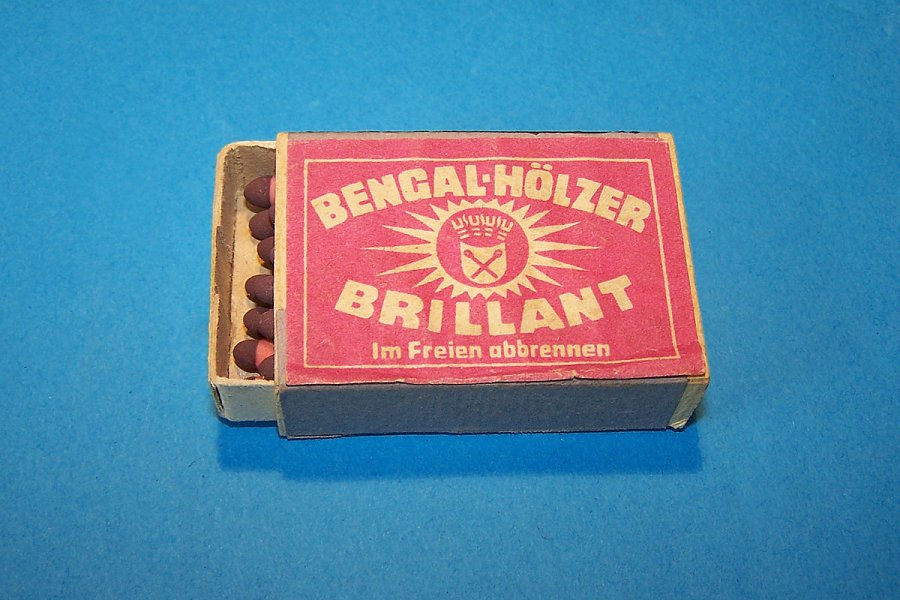 BENGAL-HÖLZER
BRILLANT
Im Freien abbrennen